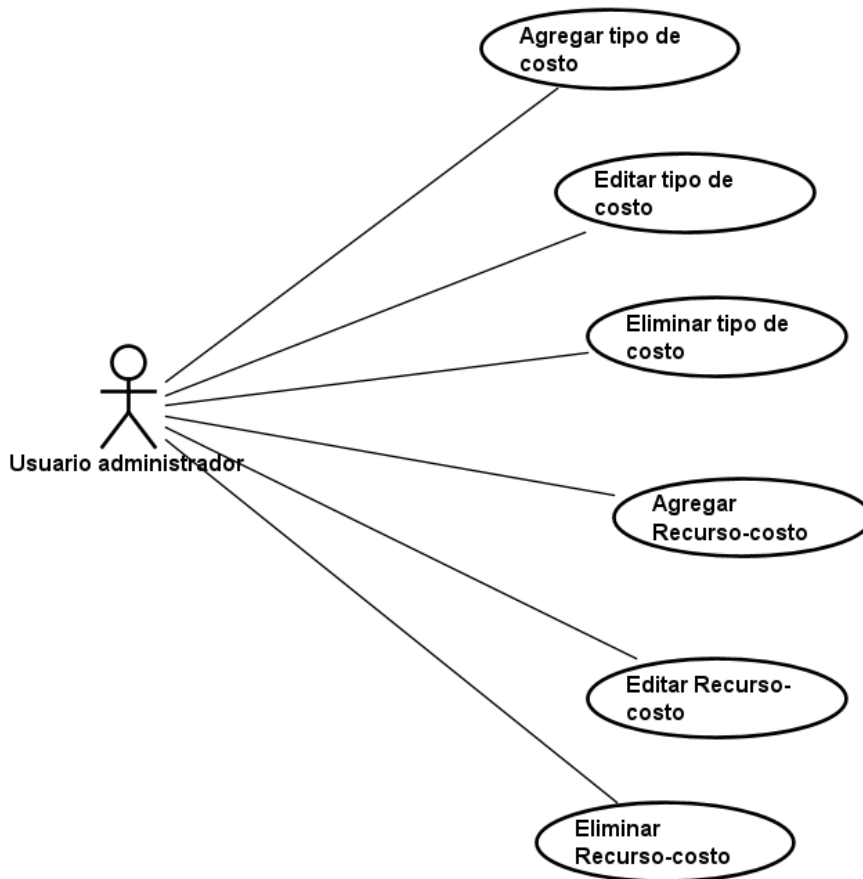 Agregar tipo de
costo
Editar tipo de
costo
Eliminar tipo de
costo
Usuario administrador
Agregar
Recurso-costo
Editar Recurso-
costo
Eliminar
Recurso-costo